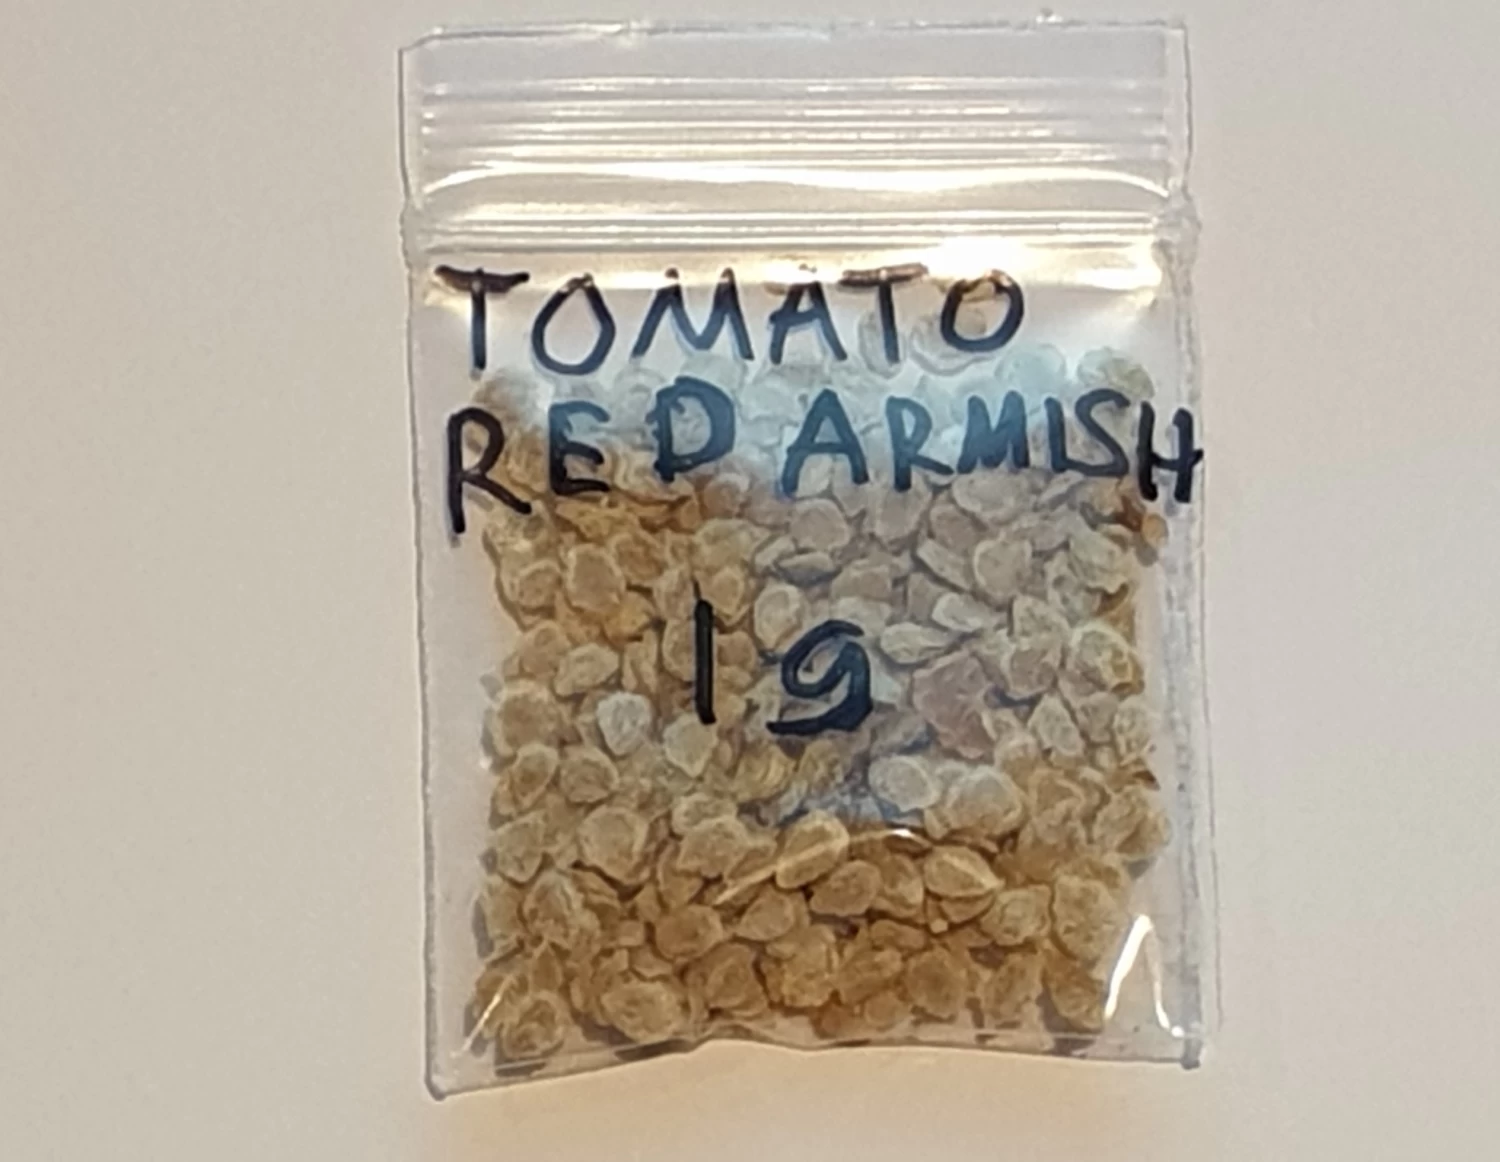 TOMATO
RED ARMISH
1g